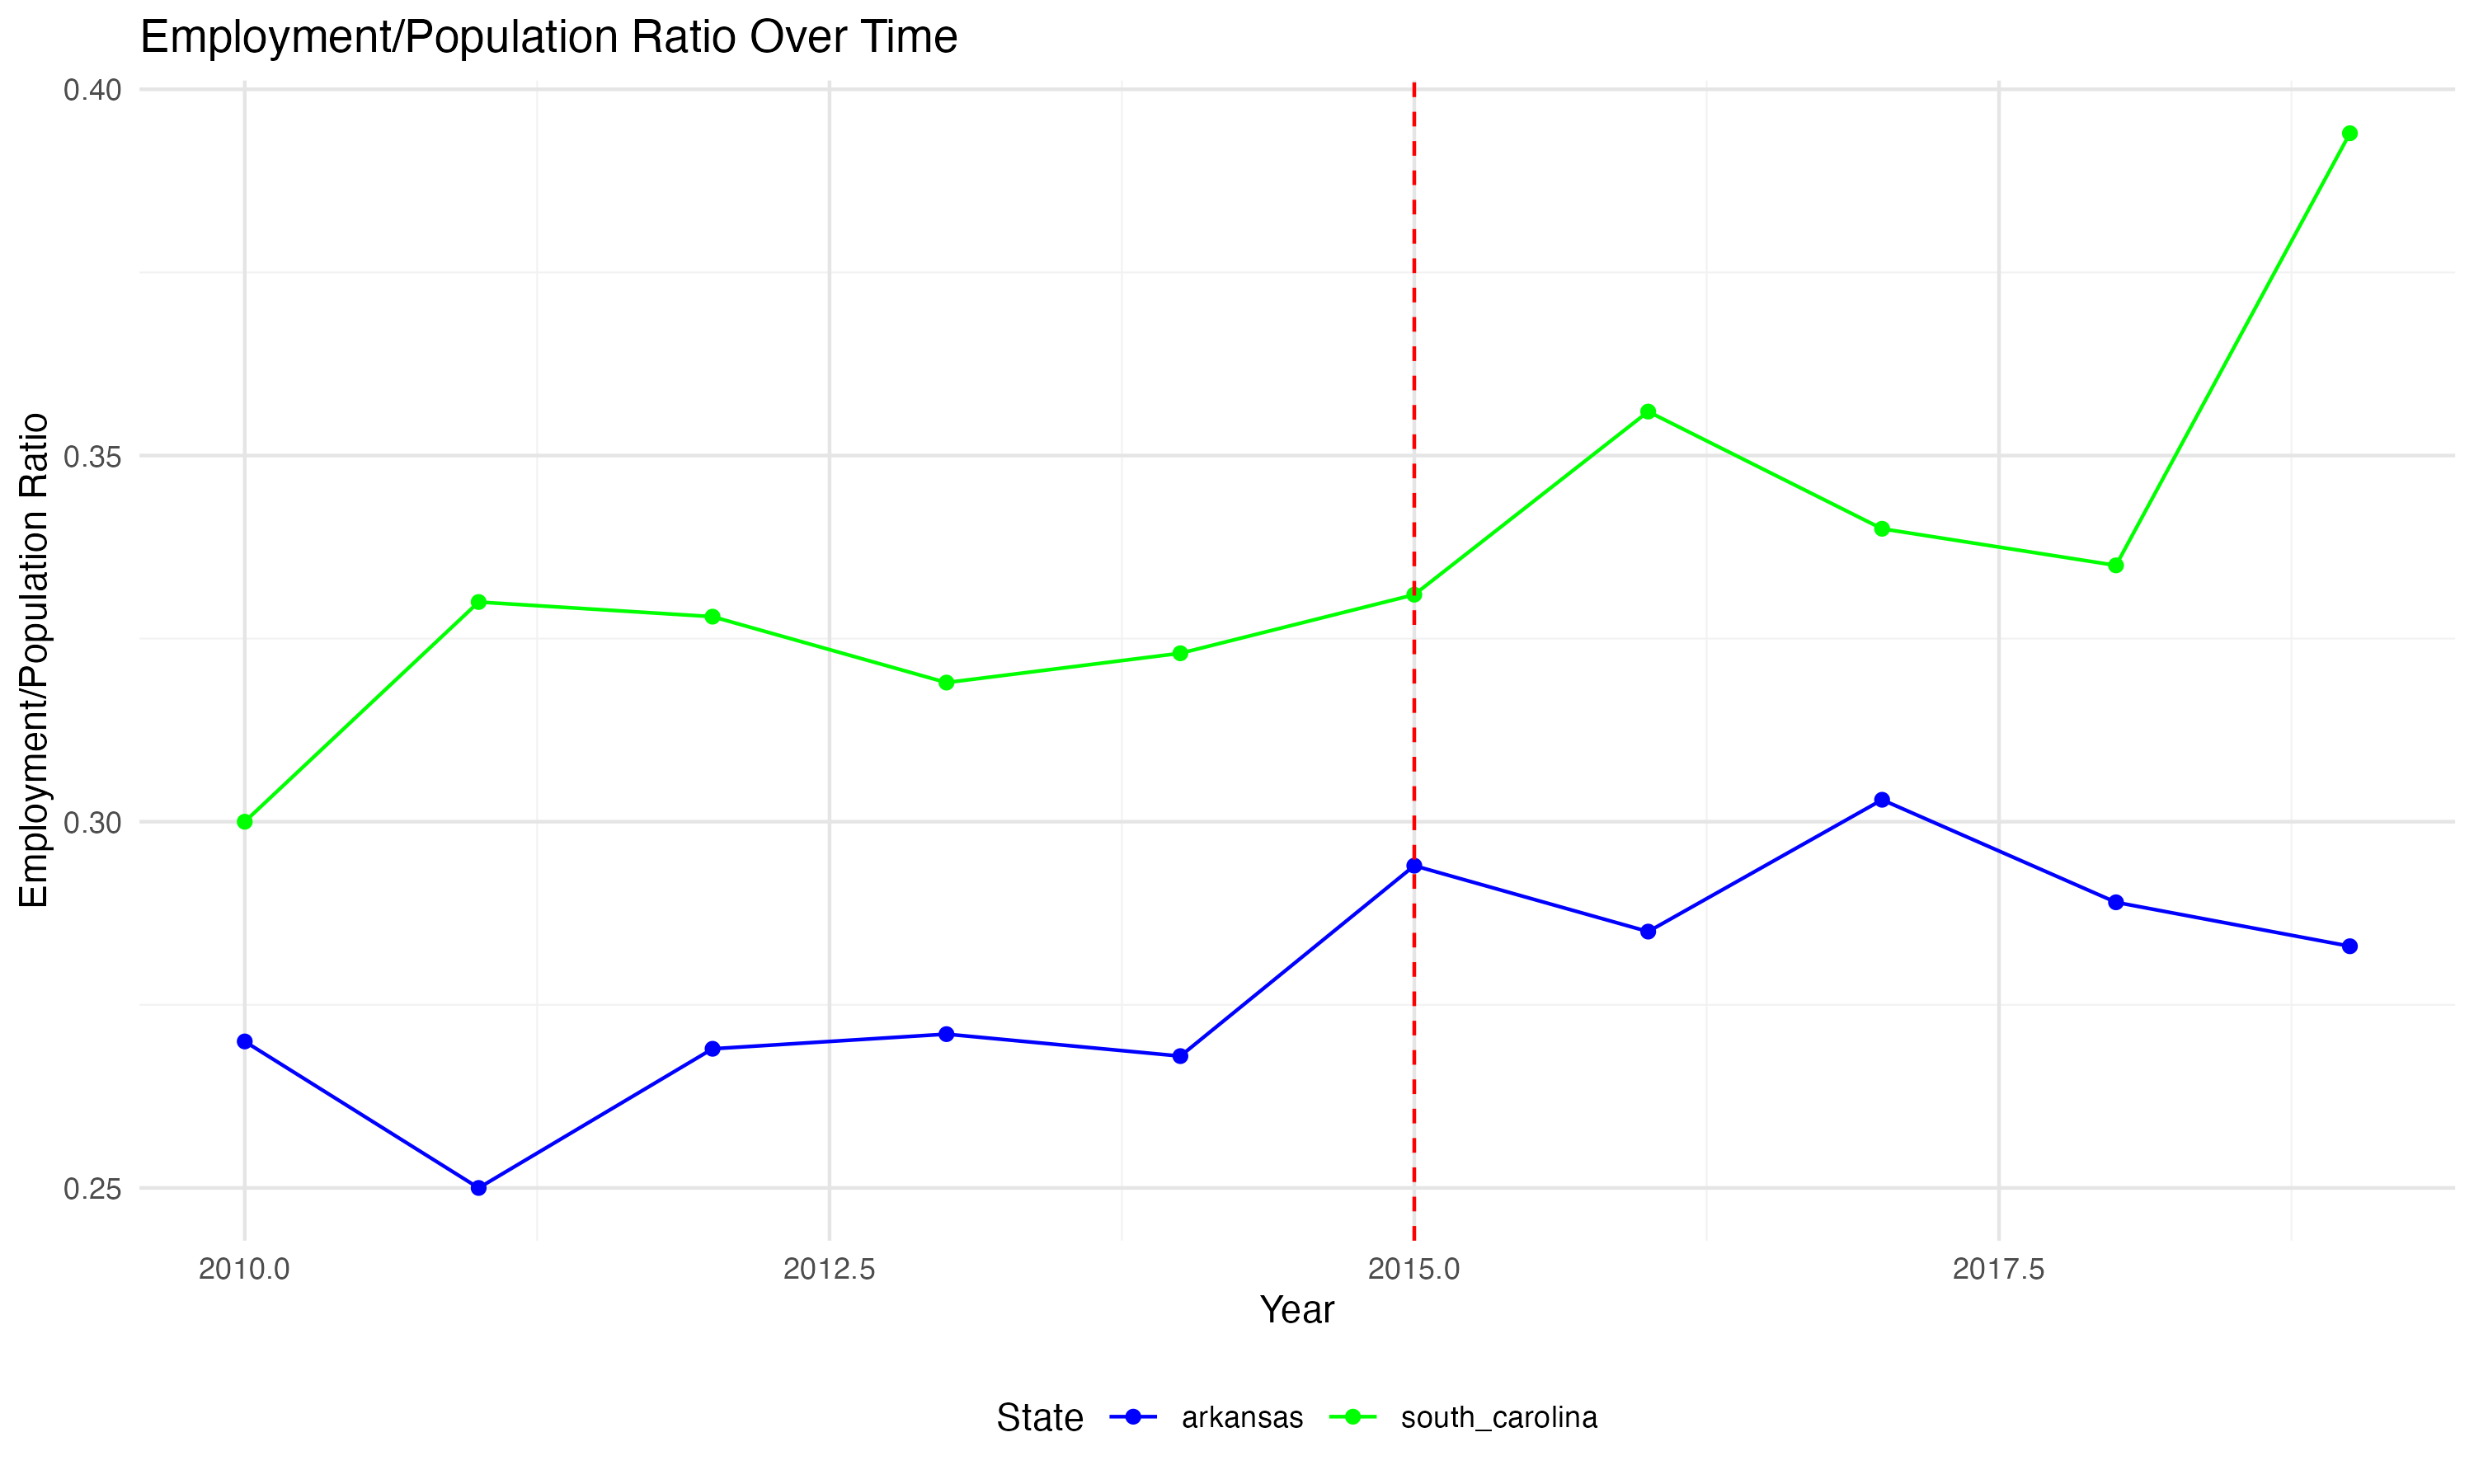 Employment/Population Ratio Over Time
Employment/Population Ratio
0.40
0.35
0.30
0.25
2010.0 2012.5 2015.0 2017.5
Year
State arkansas south_carolina